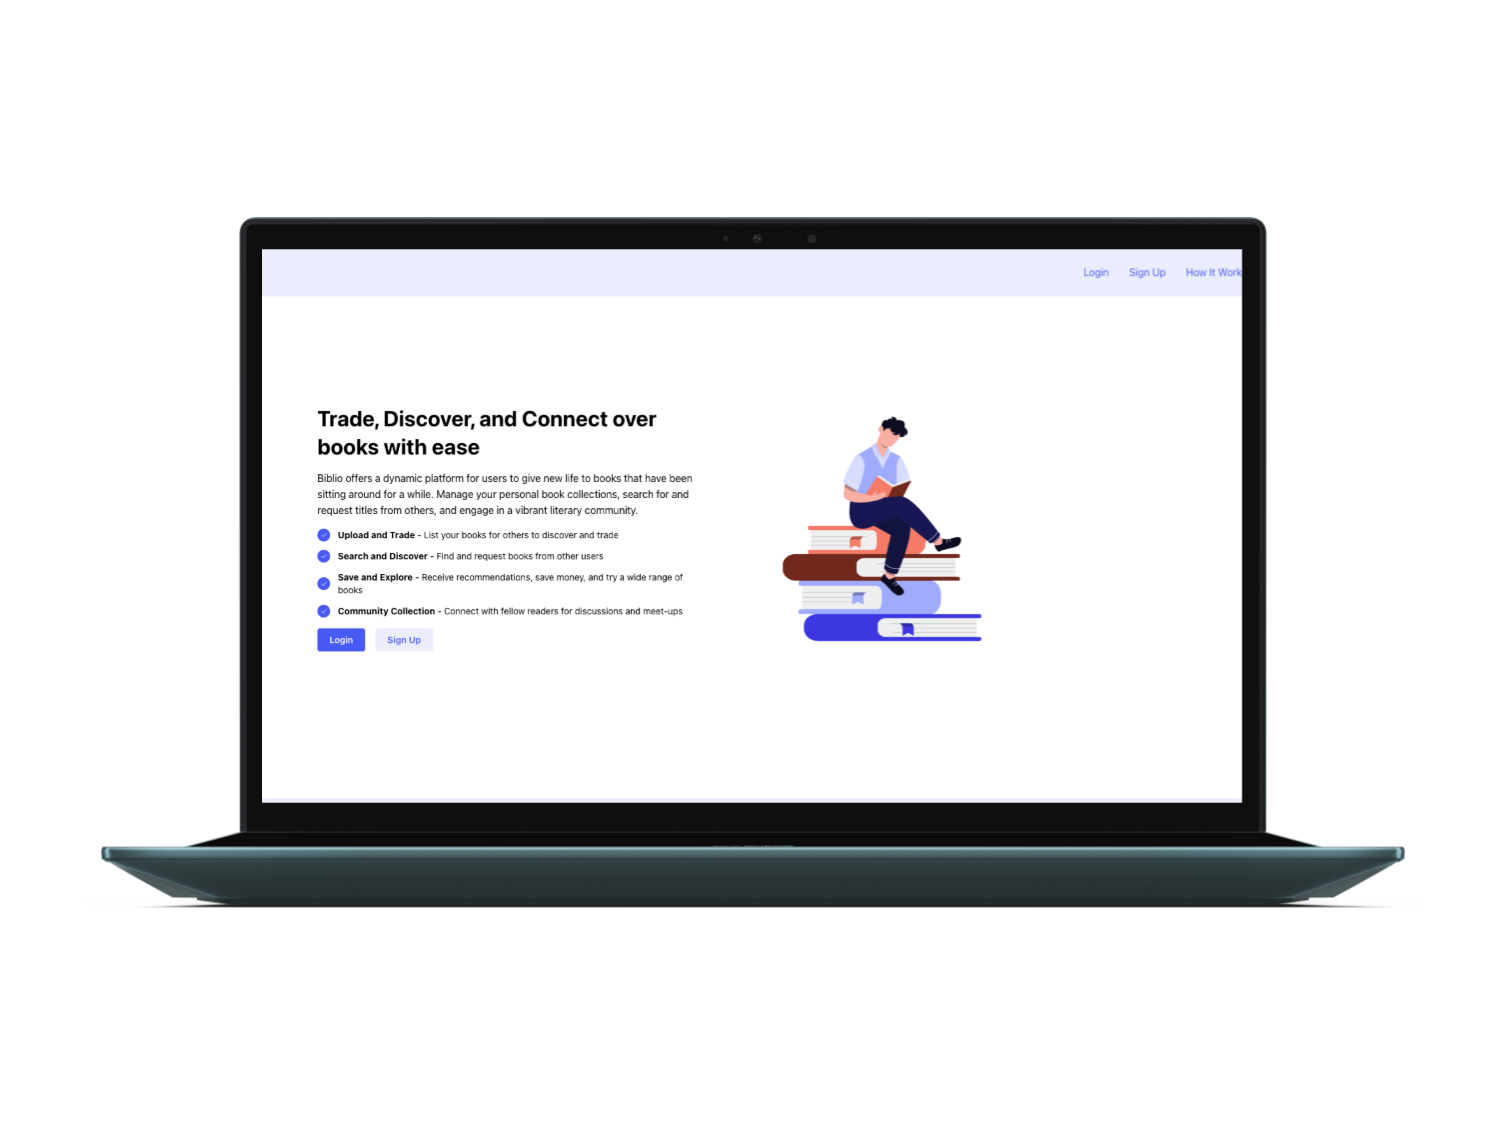 Login Sign Up How It Work
Trade, Discover, and Connect over
books with ease
Biblio offers a dynamic platform for users to give new life to books that have been
sitting around for a while. Manage your personal book collections, search for and
request titles from others, and engage in a vibrant literary community.
Upload and Trade - List your books for others to discover and trade
Search and Discover - Find and request books from other users
Save and Explore - Receive recommendations, save money, and try a wide range of
books
Community Collection - Connect with fellow readers for discussions and meet-ups
Login Sign Up